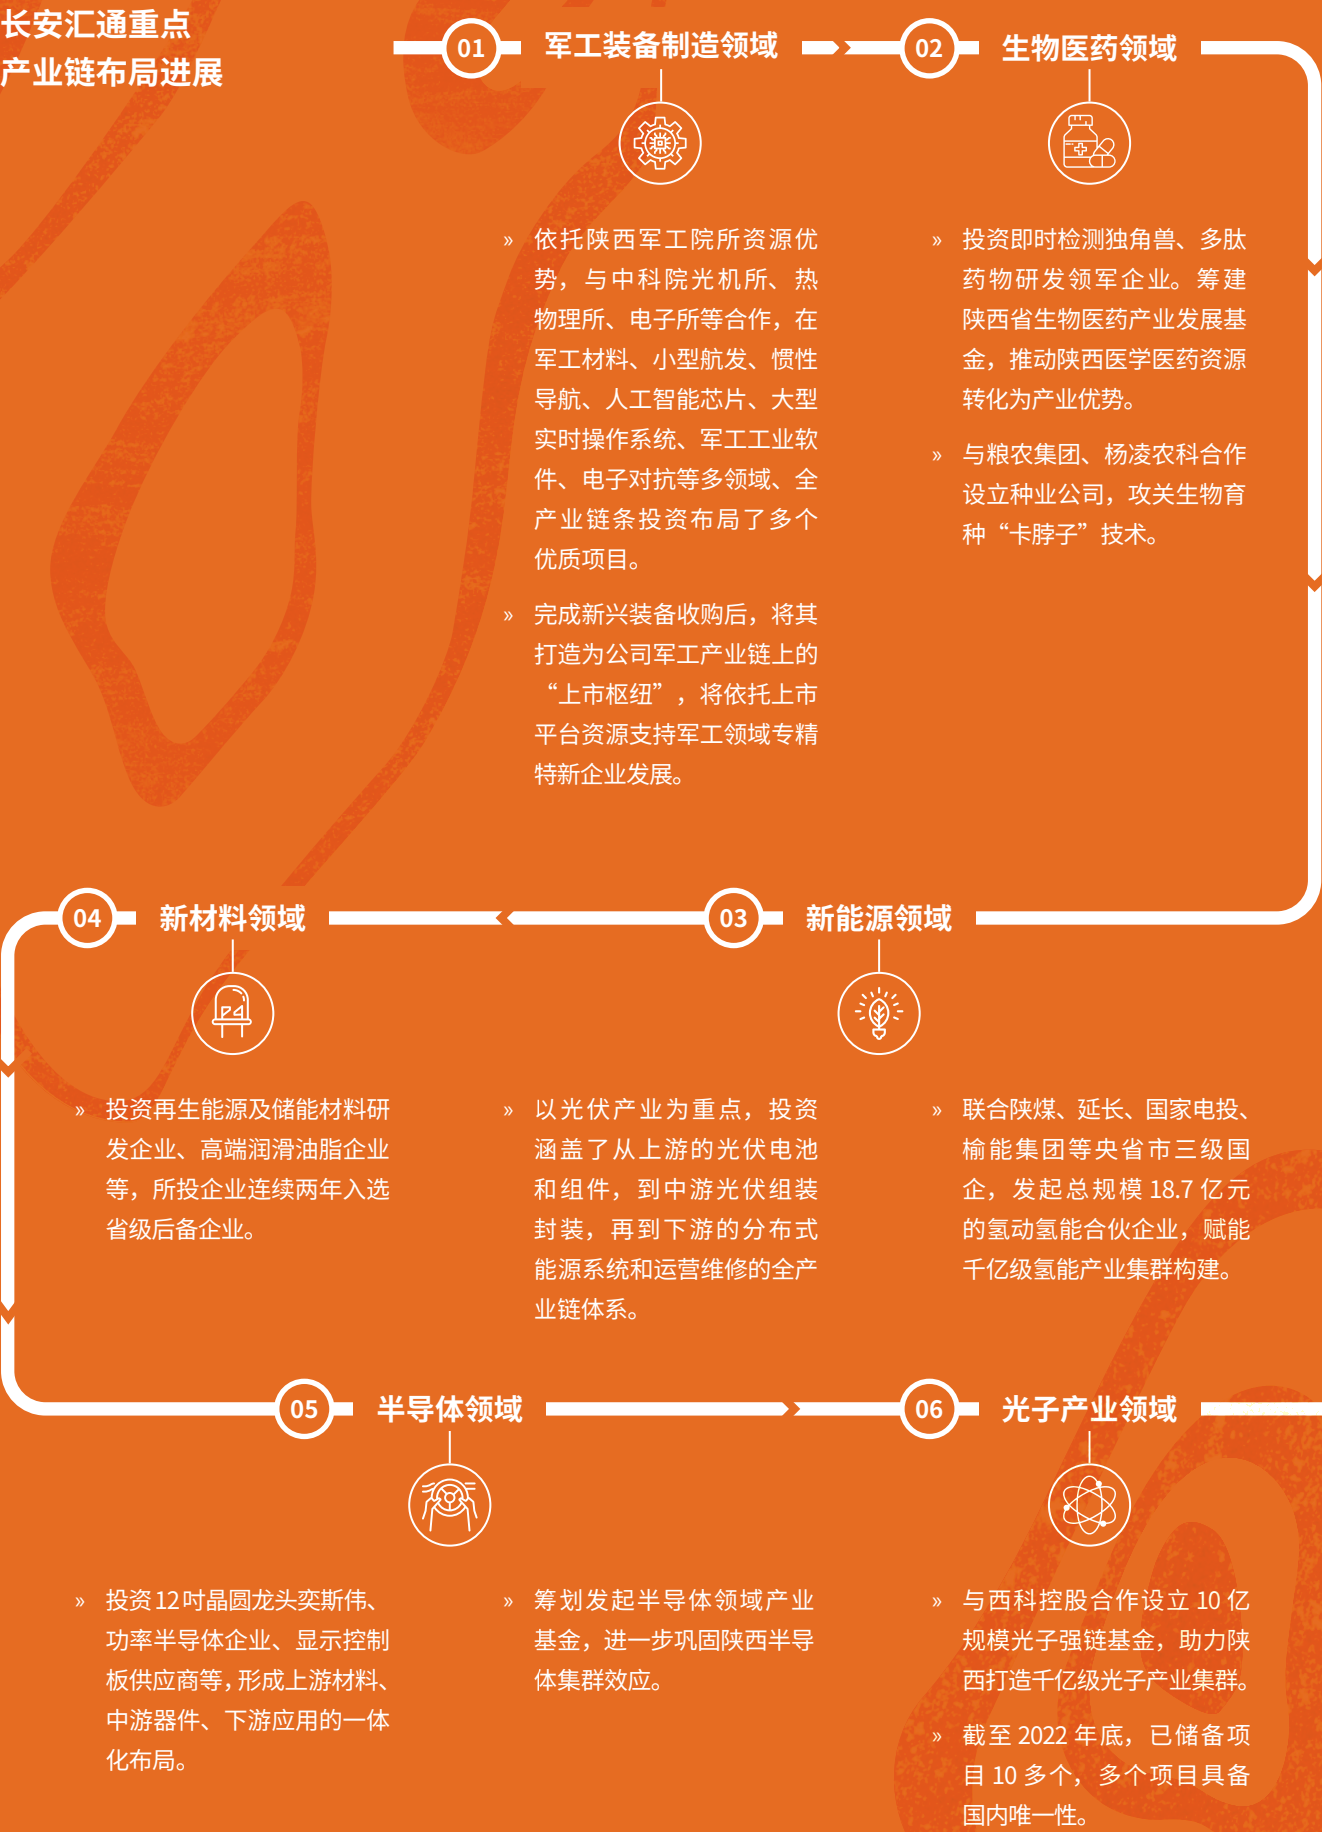 长安汇通重点
产业链布局进展
01
军工装备制造领域
» 依托陕西军工院所资源优
势，与中科院光机所、热
物理所、电子所等合作，在
军工材料、小型航发、惯性
导航、人工智能芯片、大型
实时操作系统、军工工业软
件、电子对抗等多领域、全
产业链条投资布局了多个
优质项目。
» 完成新兴装备收购后，将其
打造为公司军工产业链上的
“上市枢纽”，将依托上市
平台资源支持军工领域专精
特新企业发展。
02
生物医药领域
» 投资即时检测独角兽、多肽
药物研发领军企业。筹建
陕西省生物医药产业发展基
金，推动陕西医学医药资源
转化为产业优势。
» 与粮农集团、杨凌农科合作
设立种业公司，攻关生物育
种“卡脖子”技术。
03
新能源领域
» 以光伏产业为重点，投资
涵盖了从上游的光伏电池
和组件，到中游光伏组装
封装，再到下游的分布式
能源系统和运营维修的全产
业链体系。
» 联合陕煤、延长、国家电投、
榆能集团等央省市三级国
企，发起总规模 18.7 亿元
的氢动氢能合伙企业，赋能
千亿级氢能产业集群构建。
04
新材料领域
» 投资再生能源及储能材料研
发企业、高端润滑油脂企业
等，所投企业连续两年入选
省级后备企业。
05
半导体领域
» 投资 12 吋晶圆龙头奕斯伟、
功率半导体企业、显示控制
板供应商等，形成上游材料、
中游器件、下游应用的一体
化布局。
» 筹划发起半导体领域产业
基金，进一步巩固陕西半导
体集群效应。
06
光子产业领域
» 与西科控股合作设立 10 亿
规模光子强链基金，助力陕
西打造千亿级光子产业集群。
» 截至 2022 年底，已储备项
目 10 多个，多个项目具备
国内唯一性。